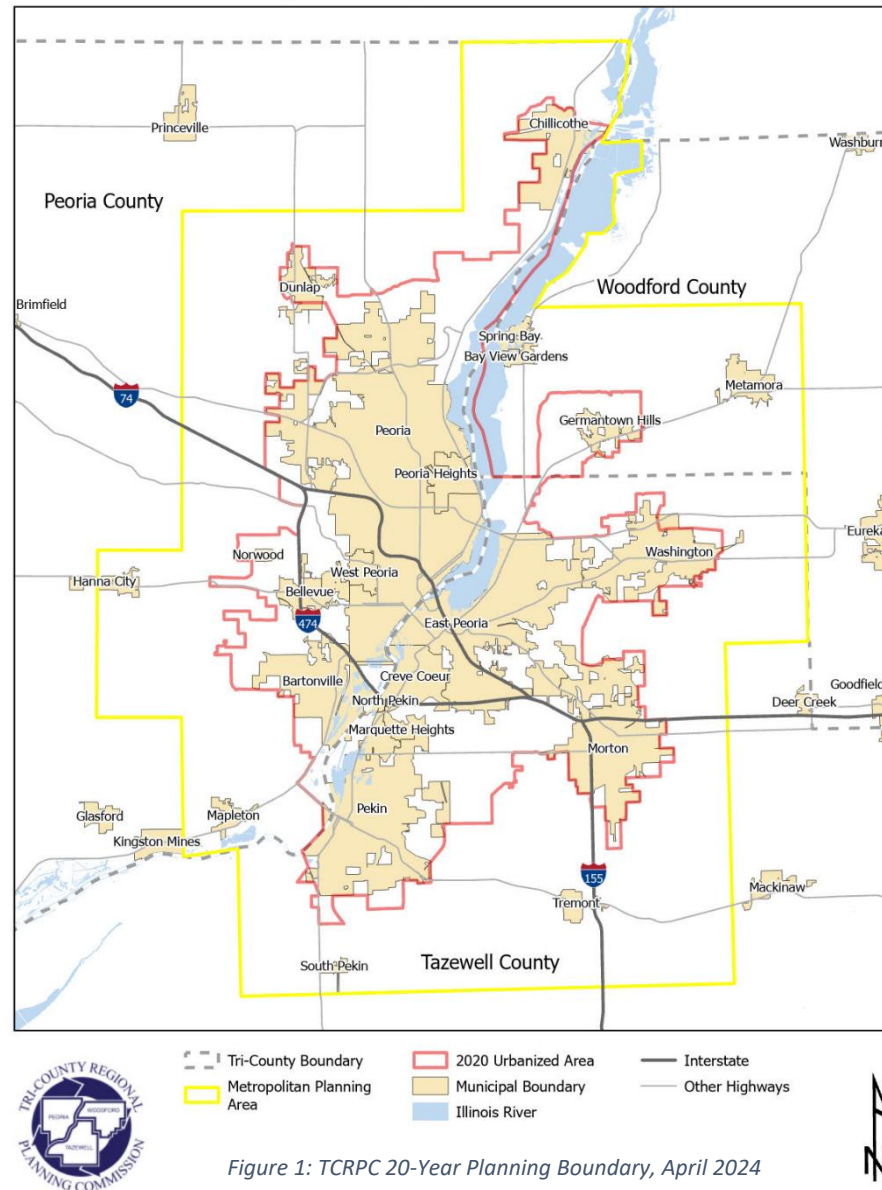 Chillicothe
Princeville
Washburn
Peoria County
Woodford County
Dunlap
Brimfield
Spring Bay
Bay View Gardens
Metamora
74
Germantown Hills
Peoria
Peoria Heights
Eureka
Norwood
Washington
Hanna City
West Peoria
Bellevue
474
East Peoria
Bartonville
Creve Coeur
Goodfield
North Pekin
Deer Creek
Marquette Heights
Morton
Pekin
Glasford
Mapleton
Kingston Mines
155
Mackinaw
Tremont
South Pekin
Tazewell County
TRI-COUNTY REGIONAL
PLANNING COMMISSION
PEORIA
WOODFORD
TAZEWELL
Tri-County Boundary
2020 Urbanized Area
Interstate
Metropolitan Planning
Area
Municipal Boundary
Other Highways
Illinois River
N
Figure 1: TCRPC 20-Year Planning Boundary, April 2024